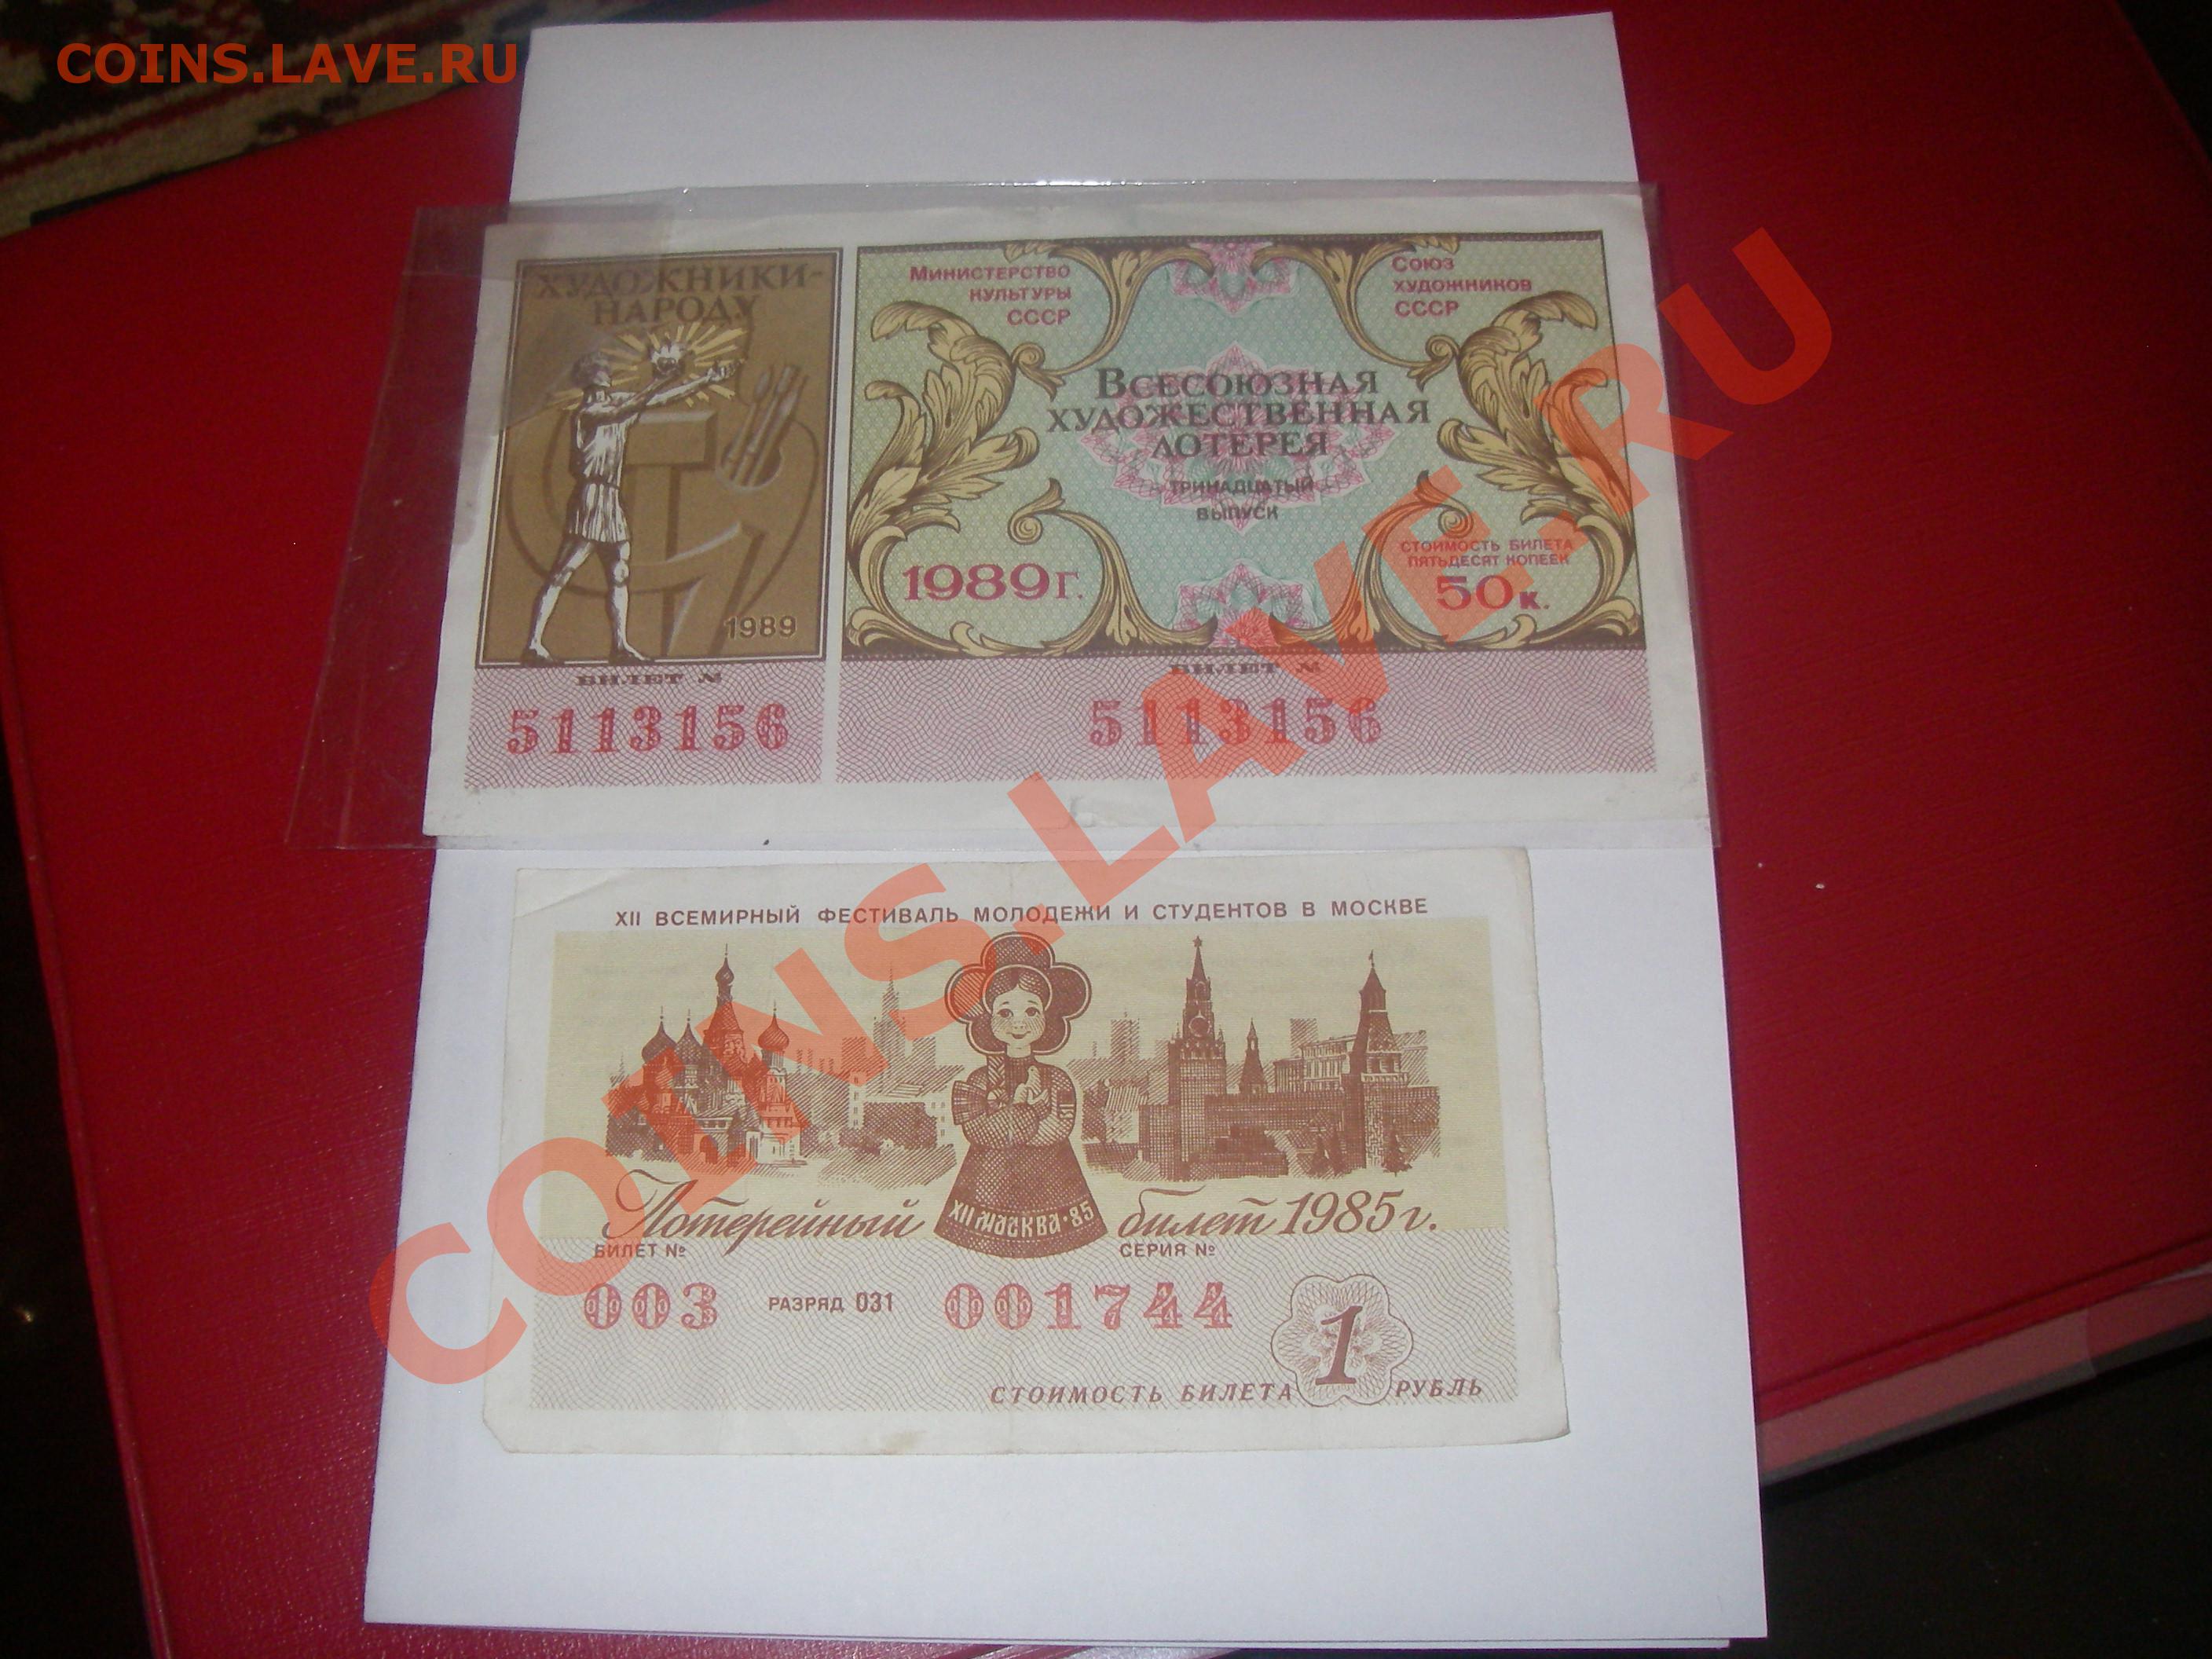 COINS.LAVE.RU
ХУДОЖНИКИ-
НАРОДУ
1989
БИЛЕТ №
5113156
МИНИСТЕРСТВО
КУЛЬТУРЫ
СССР
СОЮЗ
ХУДОЖНИКОВ
СССР
ВСЕСОЮЗНАЯ
ХУДОЖЕСТВЕННАЯ
ЛОТЕРЕЯ
ТРИНАДЦАТЫЙ
ВЫПУСК
1989г.
СТОИМОСТЬ БИЛЕТА
ПЯТЬДЕСЯТ КОПЕЕК
50 к.
БИЛЕТ №
5113156
XII ВСЕМИРНЫЙ ФЕСТИВАЛЬ МОЛОДЕЖИ И СТУДЕНТОВ В МОСКВЕ
XII МОСКВА·85
Лотерейный билет 1985г.
БИЛЕТ № СЕРИЯ №
003 РАЗРЯД 031 001744
СТОИМОСТЬ БИЛЕТА 1 РУБЛЬ
COINS.LAVE.RU